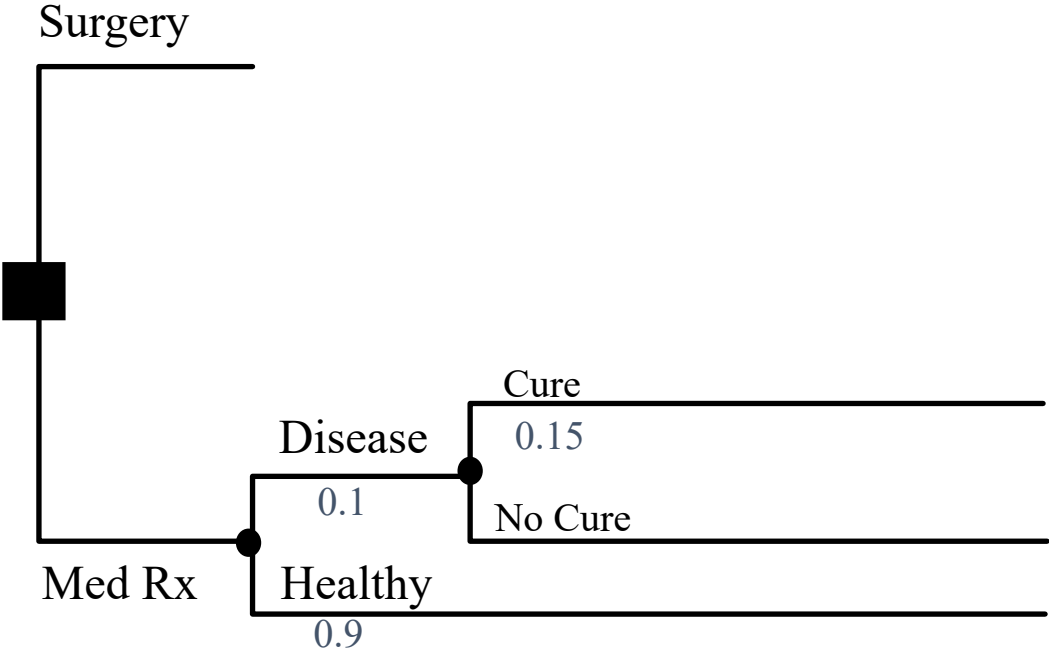 Surgery
Cure
0.15
Disease
0.1
No Cure
Med Rx
Healthy
0.9